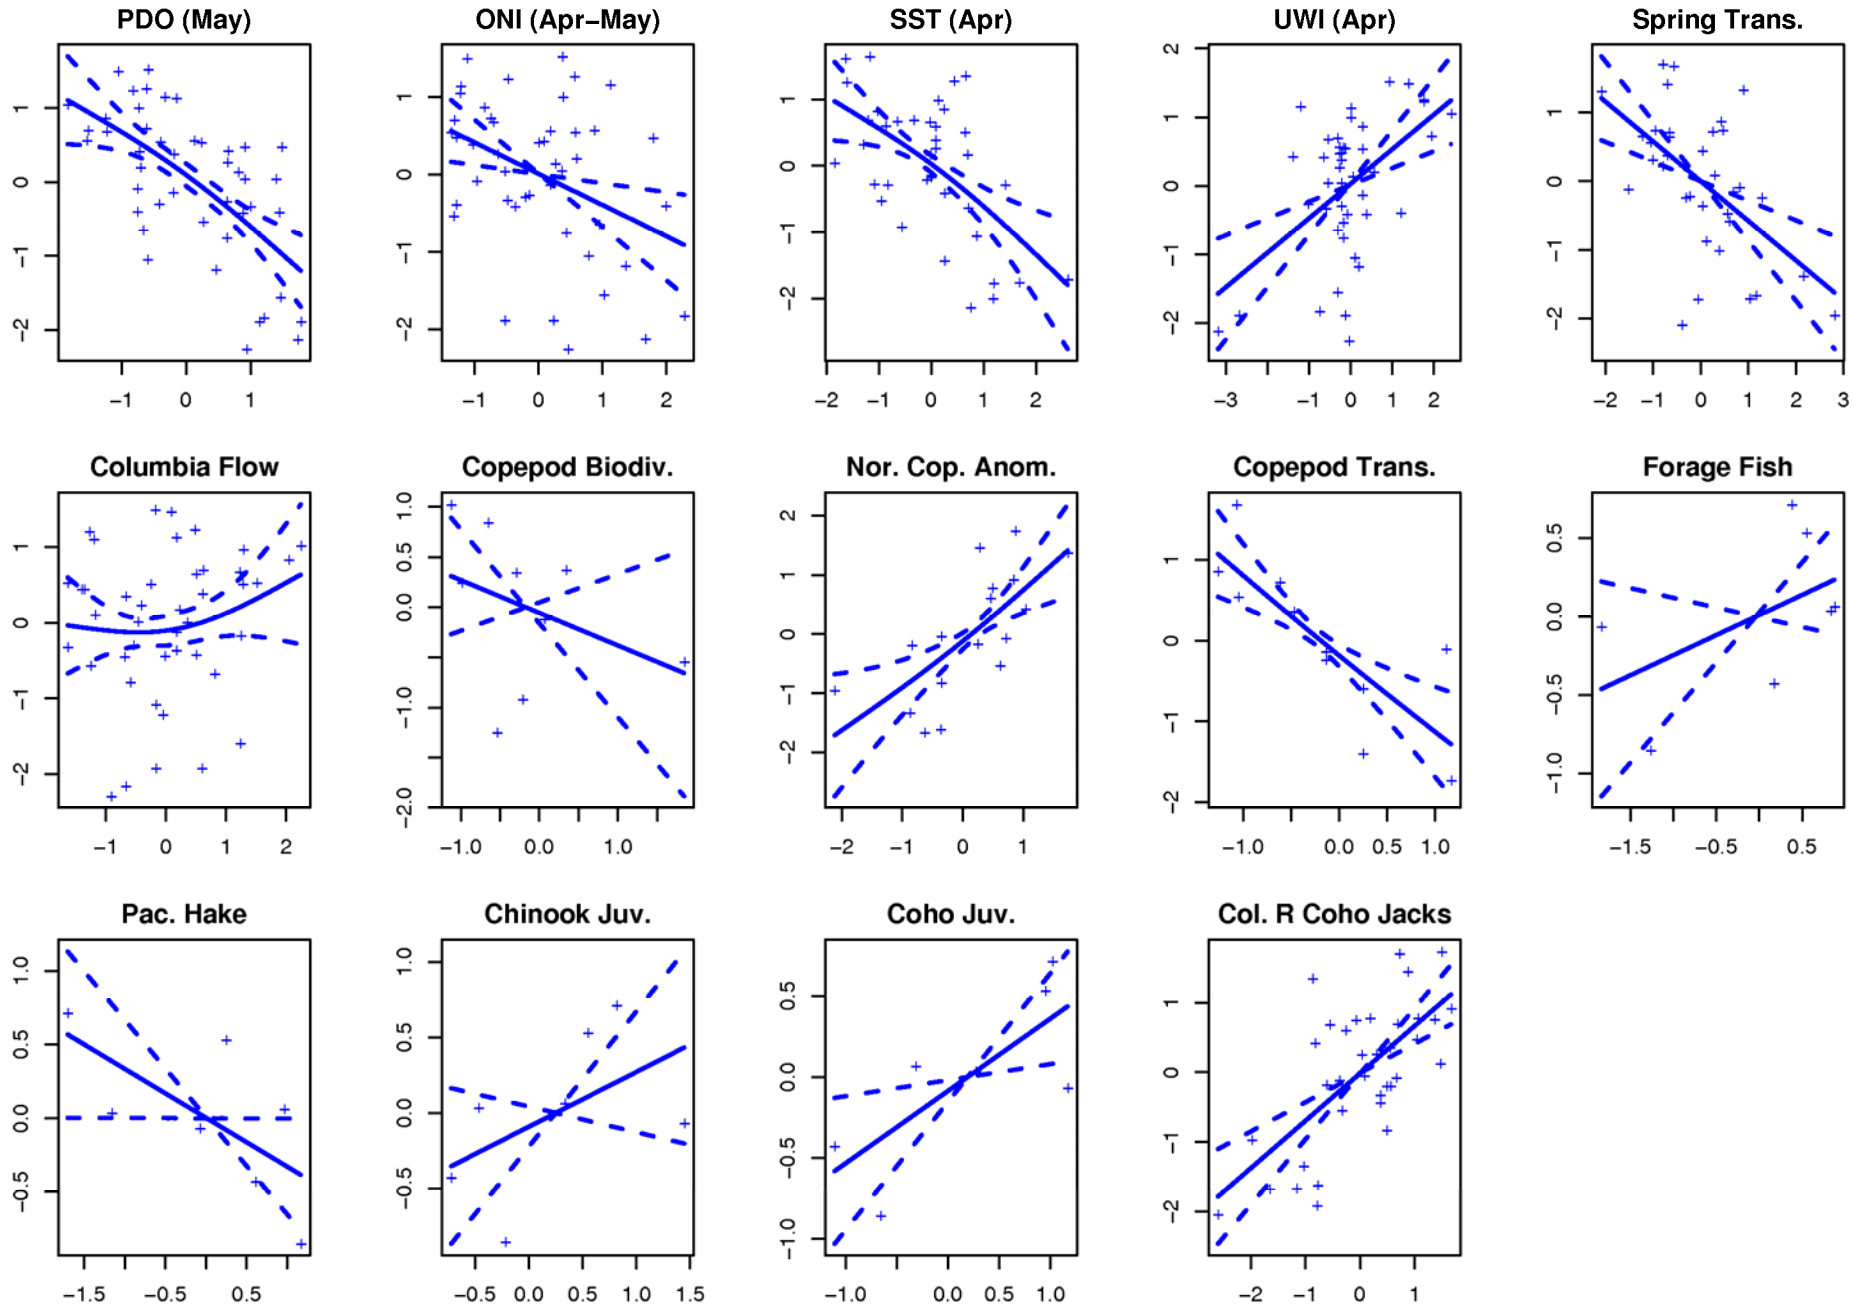 PDO (May) ONI (Apr−May) SST (Apr) UWI (Apr) Spring Trans.
1 0 −1 −2
−1 0 1
1 0 −1 −2
−1 0 1 2
1 0 −1 −2
−2 −1 0 1 2
2 1 0 −1 −2
−3 −1 0 1 2
1 0 −1 −2
−2 −1 0 1 2 3
Columbia Flow Copepod Biodiv. Nor. Cop. Anom. Copepod Trans. Forage Fish
1 0 −1 −2
−1 0 1 2
1.0 0.5 0.0 −1.0 −2.0
−1.0 0.0 1.0
2 1 0 −1 −2
−2 −1 0 1
1 0 −1 −2
−1.0 0.0 0.5 1.0
0.5 0.0 −0.5 −1.0
−1.5 −0.5 0.5
Pac. Hake Chinook Juv. Coho Juv. Col. R Coho Jacks
1.0 0.5 0.0 −0.5
−1.5 −0.5 0.5
1.0 0.5 0.0 −0.5
−0.5 0.0 0.5 1.0 1.5
0.5 0.0 −0.5 −1.0
−1.0 0.0 0.5 1.0
1 0 −1 −2
−2 −1 0 1